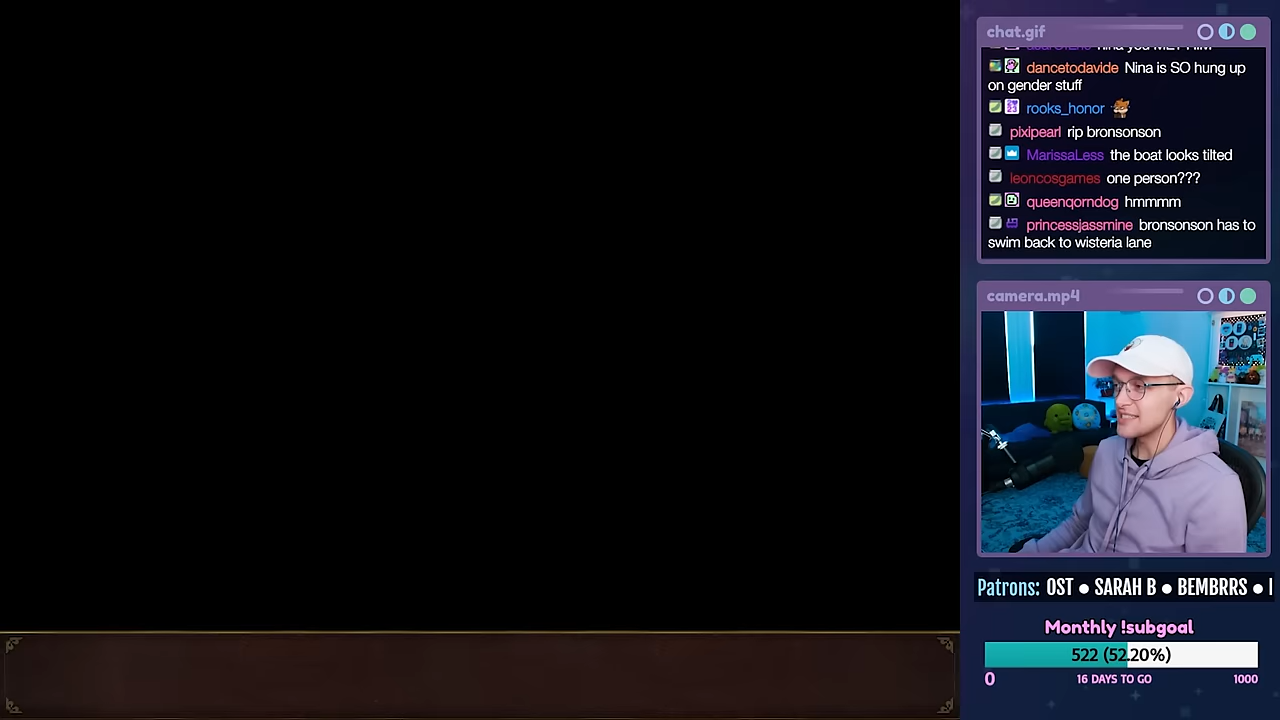 chat.gif
dancetodavide Nina is SO hung up
on gender stuff
rooks_honor
pixipearl rip bronsonson
MarissaLess the boat looks tilted
leoncosgames one person???
queenqorndog hmmmm
princessjassmine bronsonson has to
swim back to wisteria lane
camera.mp4
Patrons: OST ● SARAH B ● BEMBRRS ●
Monthly !subgoal
522 (52.20%)
0 16 DAYS TO GO 1000